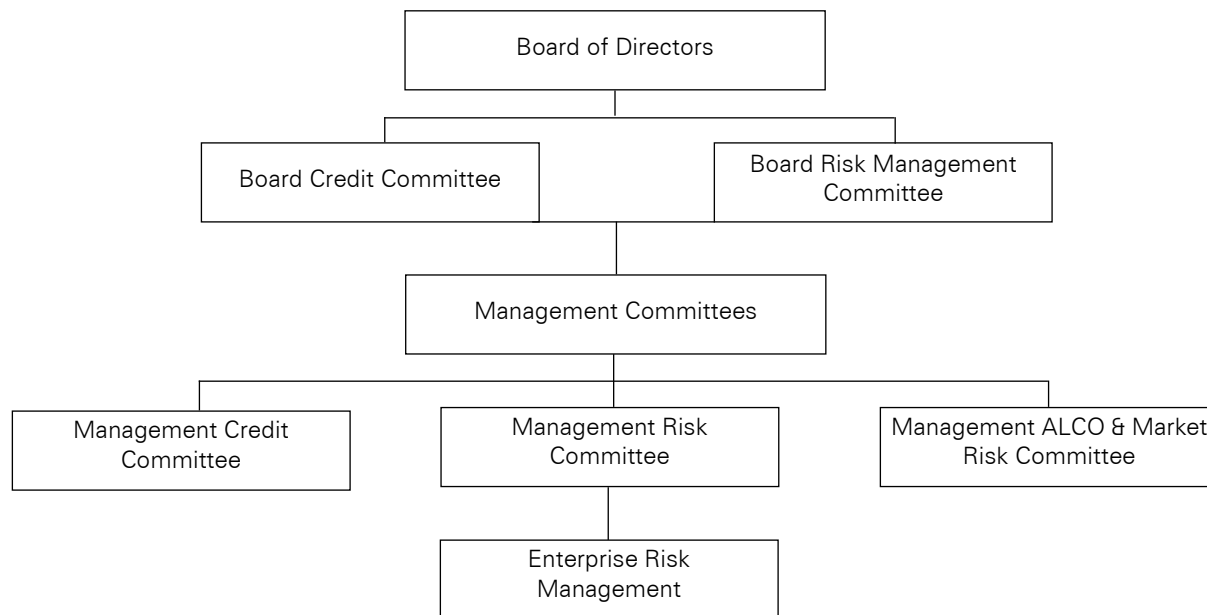 Board of Directors
Board Credit Committee
Board Risk Management
Committee
Management Committees
Management Credit
Committee
Management Risk
Committee
Management ALCO & Market
Risk Committee
Enterprise Risk
Management